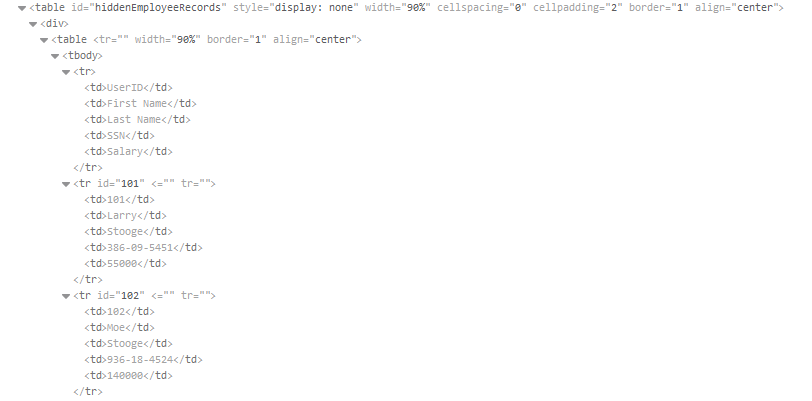 <table id="hiddenEmployeeRecords" style="display: none" width="90%" cellspacing="0" cellpadding="2" border="1" align="center">
<div>
<table <tr="" width="90%" border="1" align="center">
<tbody>
<tr>
<td>UserID</td>
<td>First Name</td>
<td>Last Name</td>
<td>SSN</td>
<td>Salary</td>
</tr>
<tr id="101" <="" tr="">
<td>101</td>
<td>Larry</td>
<td>Stooge</td>
<td>386-09-5451</td>
<td>55000</td>
</tr>
<tr id="102" <="" tr="">
<td>102</td>
<td>Moe</td>
<td>Stooge</td>
<td>936-18-4524</td>
<td>140000</td>
</tr>